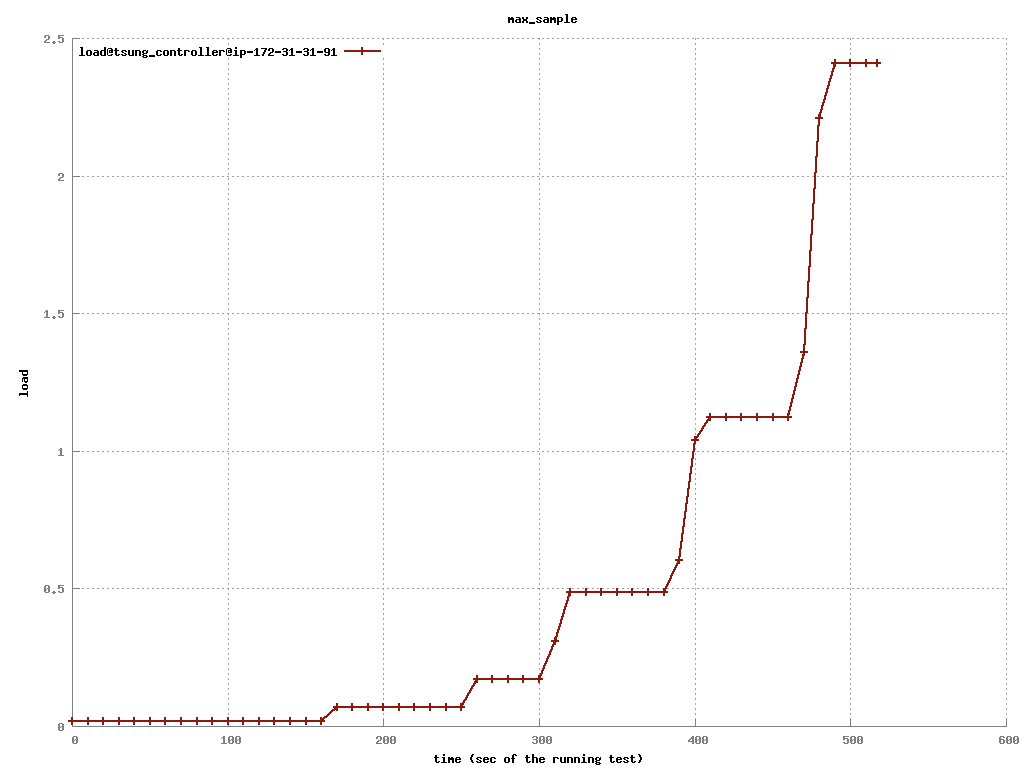 max_sample
load@tsung_controller@ip-172-31-31-91
2.5
2
1.5
1
0.5
0
load
0 100 200 300 400 500 600
time (sec of the running test)